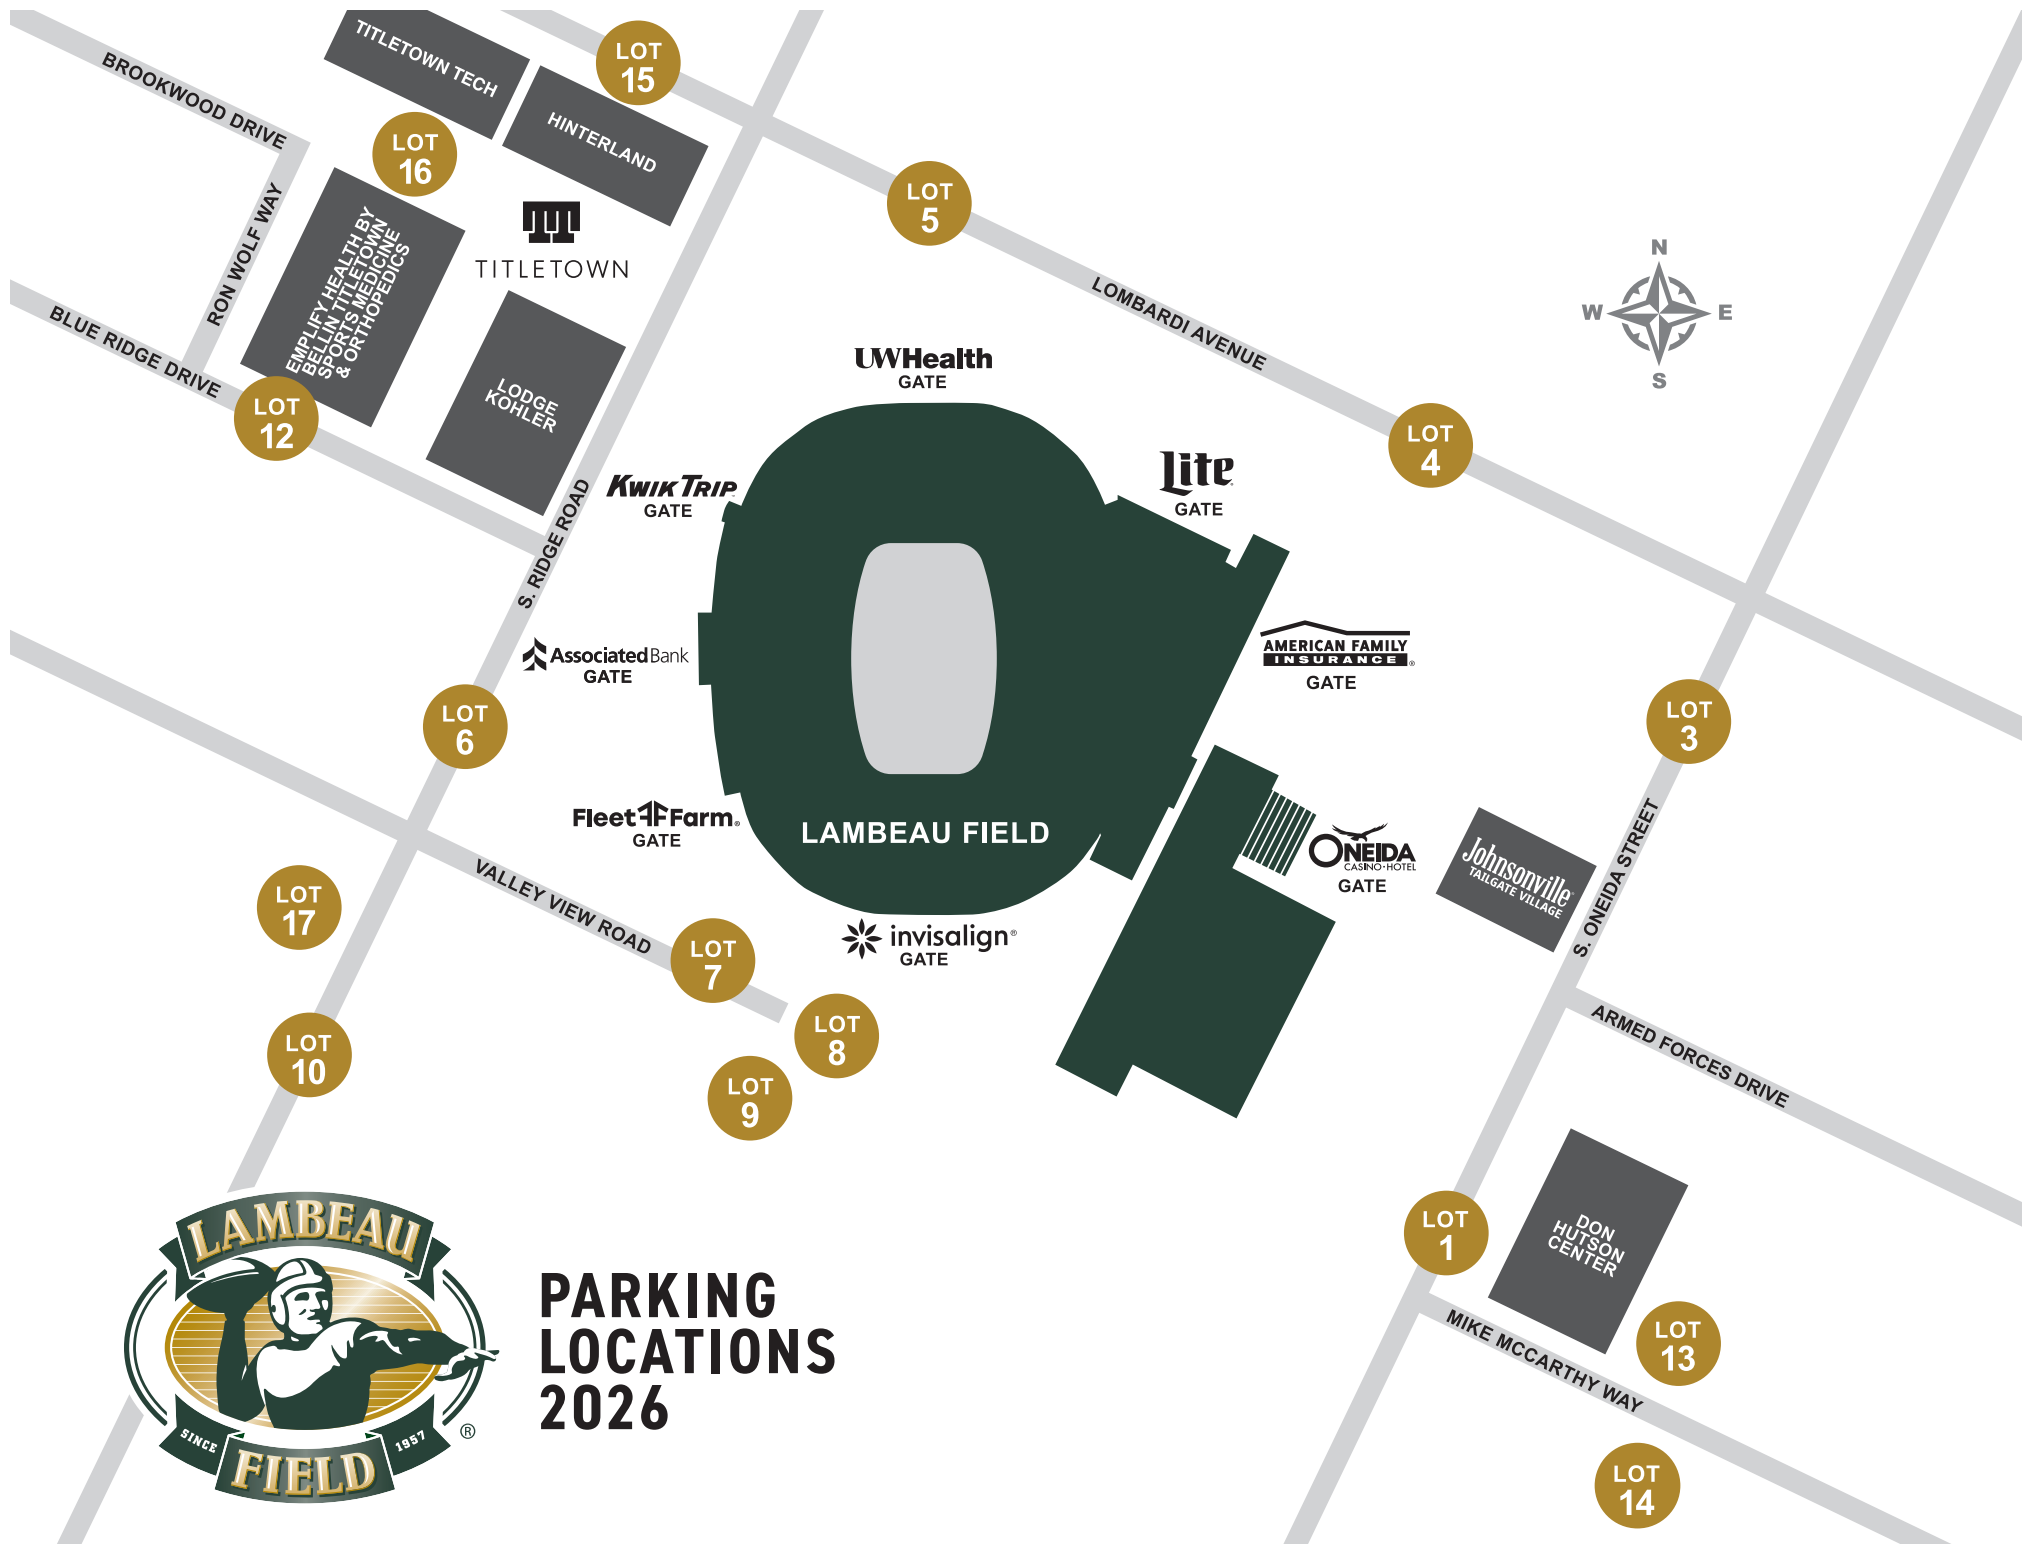 TITLETOWN TECH
LOT
15
BROOKWOOD DRIVE
HINTERLAND
LOT
16
LOT
5
RON WOLF WAY
EMPLIFY HEALTH BY
BELLIN TITLETOWN
SPORTS MEDICINE
& ORTHOPEDICS
TITLETOWN
N
W
E
S
LOMBARDI AVENUE
BLUE RIDGE DRIVE
LOT
12
LODGE
KOHLER
UWHealth
GATE
LOT
4
KWIK TRIP
GATE
Lite
GATE
S. RIDGE ROAD
Associated Bank
GATE
AMERICAN FAMILY
INSURANCE®
GATE
LOT
6
LOT
3
Fleet Farm®
GATE
LAMBEAU FIELD
ONEIDA
CASINO•HOTEL
GATE
Johnsonville
TAILGATE VILLAGE
S. ONEIDA STREET
LOT
17
VALLEY VIEW ROAD
LOT
7
invisalign®
GATE
LOT
8
LOT
10
LOT
9
ARMED FORCES DRIVE
LOT
1
DON
HUTSON
CENTER
MIKE MCCARTHY WAY
LOT
13
LOT
14
LAMBEAU
SINCE
1957
FIELD
®
PARKING
LOCATIONS
2026